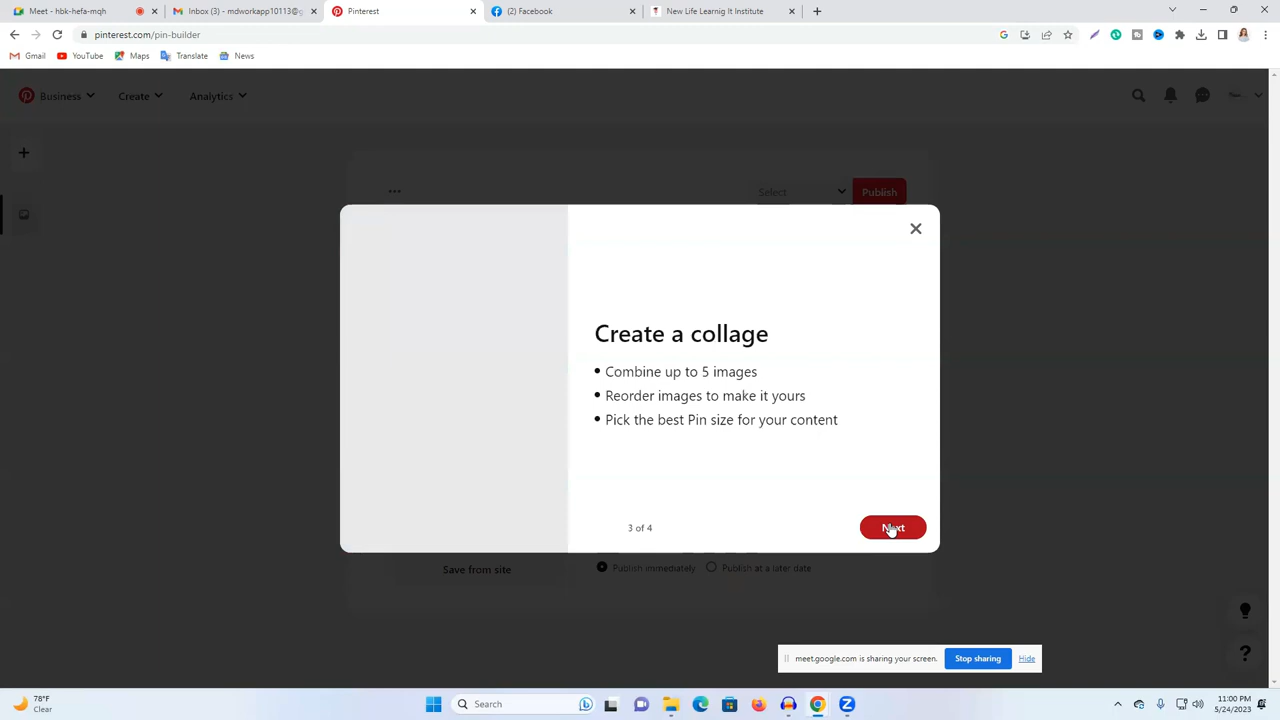 Meet - hbk-hefa-mqh
Inbox (3) - mdworkapp10113@g
Pinterest
(2) Facebook
New Life Learnig It Institute
pinterest.com/pin-builder
Gmail
YouTube
Maps
Translate
News
Business
Create
Analytics
Select
Publish
Create a collage
• Combine up to 5 images
• Reorder images to make it yours
• Pick the best Pin size for your content
3 of 4
Next
Save from site
Publish immediately
Publish at a later date
meet.google.com is sharing your screen.
Stop sharing
Hide
78°F
Clear
Search
11:00 PM
5/24/2023